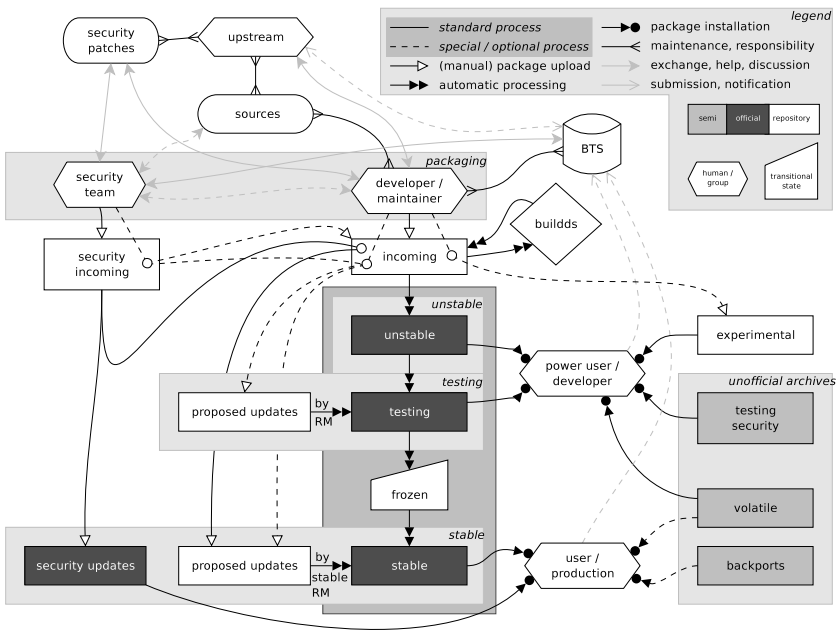 legend
security
patches
upstream
standard process
package installation
special / optional process
maintenance, responsibility
(manual) package upload
exchange, help, discussion
automatic processing
submission, notification
sources
semi
official
repository
BTS
packaging
security
team
developer /
maintainer
human /
group
transitional
state
buildds
security
incoming
incoming
unstable
unstable
experimental
power user /
developer
testing
unofficial archives
proposed updates
by
RM
testing
testing
security
frozen
volatile
stable
security updates
proposed updates
by
stable
RM
stable
user /
production
backports